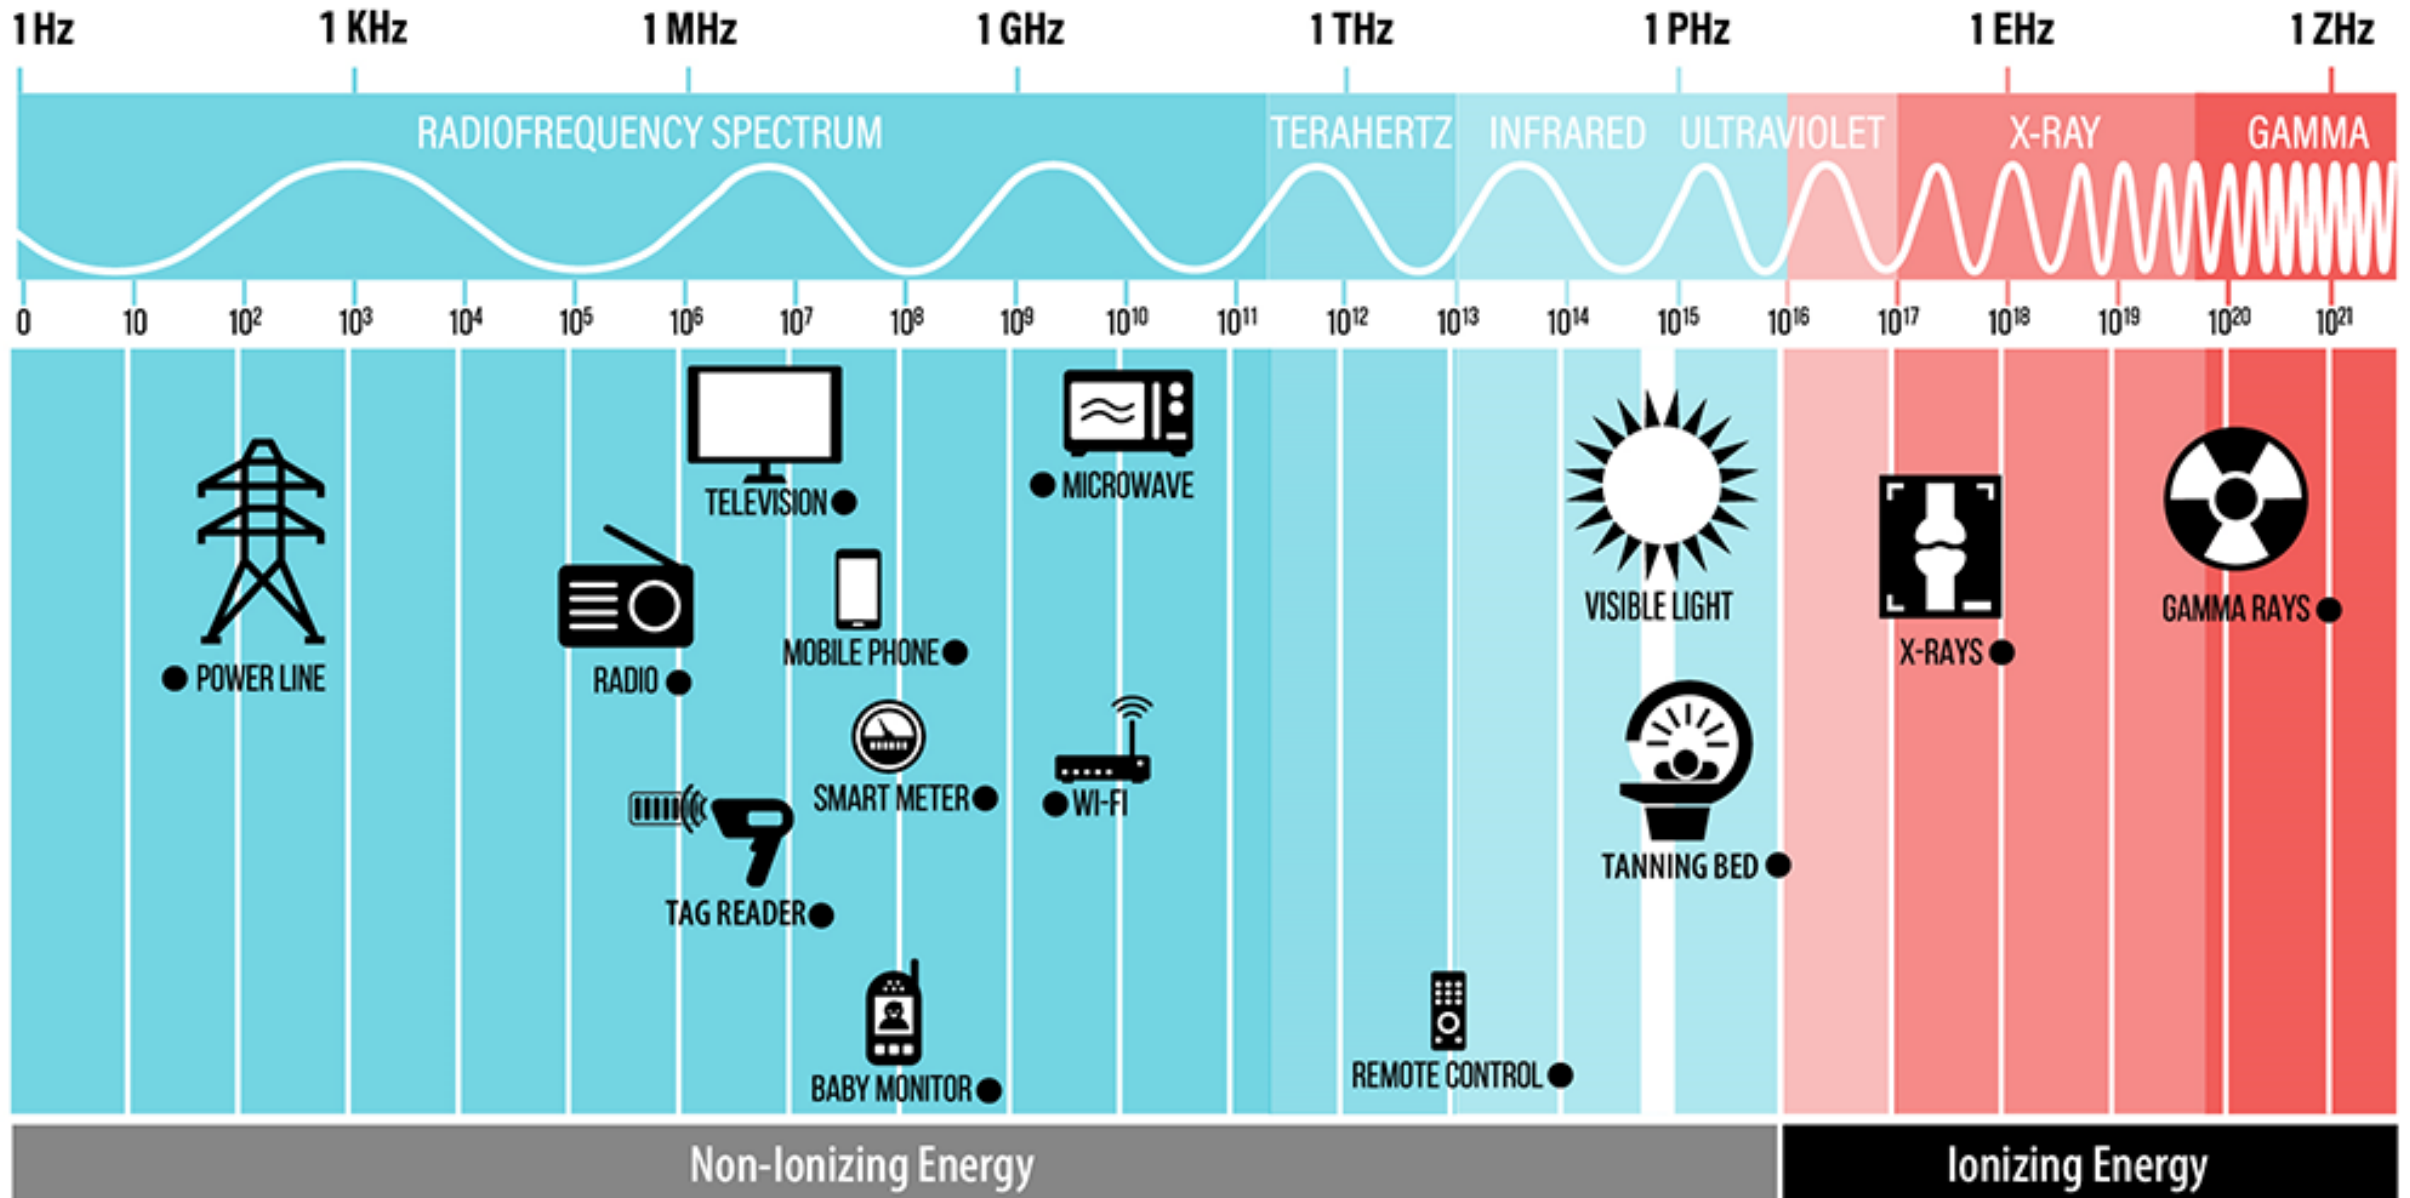 1 Hz 1 KHz 1 MHz 1 GHz 1 THz 1 PHz 1 EHz 1 ZHz
RADIOFREQUENCY SPECTRUM TERAHERTZ INFRARED ULTRAVIOLET X-RAY GAMMA
0 10 10² 10³ 10⁴ 10⁵ 10⁶ 10⁷ 10⁸ 10⁹ 10¹⁰ 10¹¹ 10¹² 10¹³ 10¹⁴ 10¹⁵ 10¹⁶ 10¹⁷ 10¹⁸ 10¹⁹ 10²⁰ 10²¹
MICROWAVE
TELEVISION
VISIBLE LIGHT
GAMMA RAYS
MOBILE PHONE
X-RAYS
POWER LINE
RADIO
SMART METER
WI-FI
TANNING BED
TAG READER
REMOTE CONTROL
BABY MONITOR
Non-Ionizing Energy
Ionizing Energy